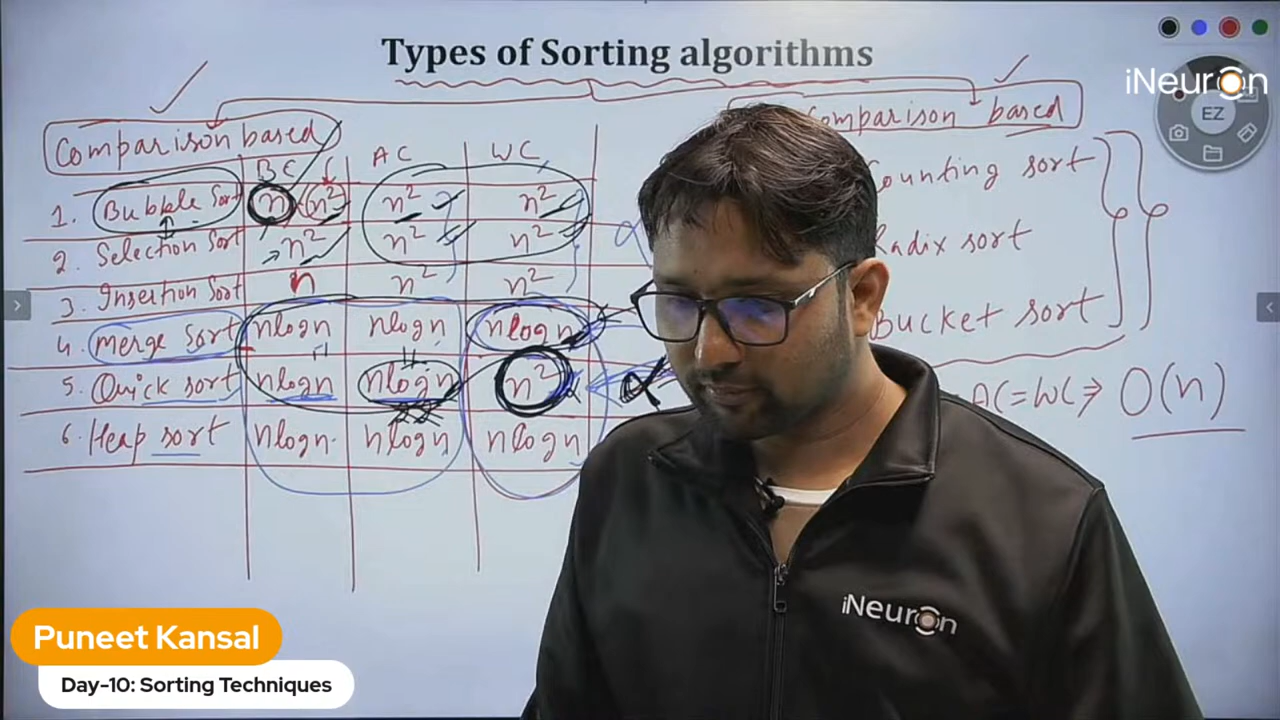 Types of Sorting algorithms
iNeuron
EZ
Comparison based
omparison based
BC AC WC
1. Bubble Sort n n² n² n²
2. Selection Sort n² n² n²
3. Insertion Sort n n² n²
4. Merge Sort nlogn nlogn nlogn
5. Quick sort nlogn nlogn n²
6. Heap sort nlogn nlogn nlogn
ounting sort
Radix sort
Bucket sort
AC = WC ⇒ O(n)
iNeuron
Puneet Kansal
Day-10: Sorting Techniques